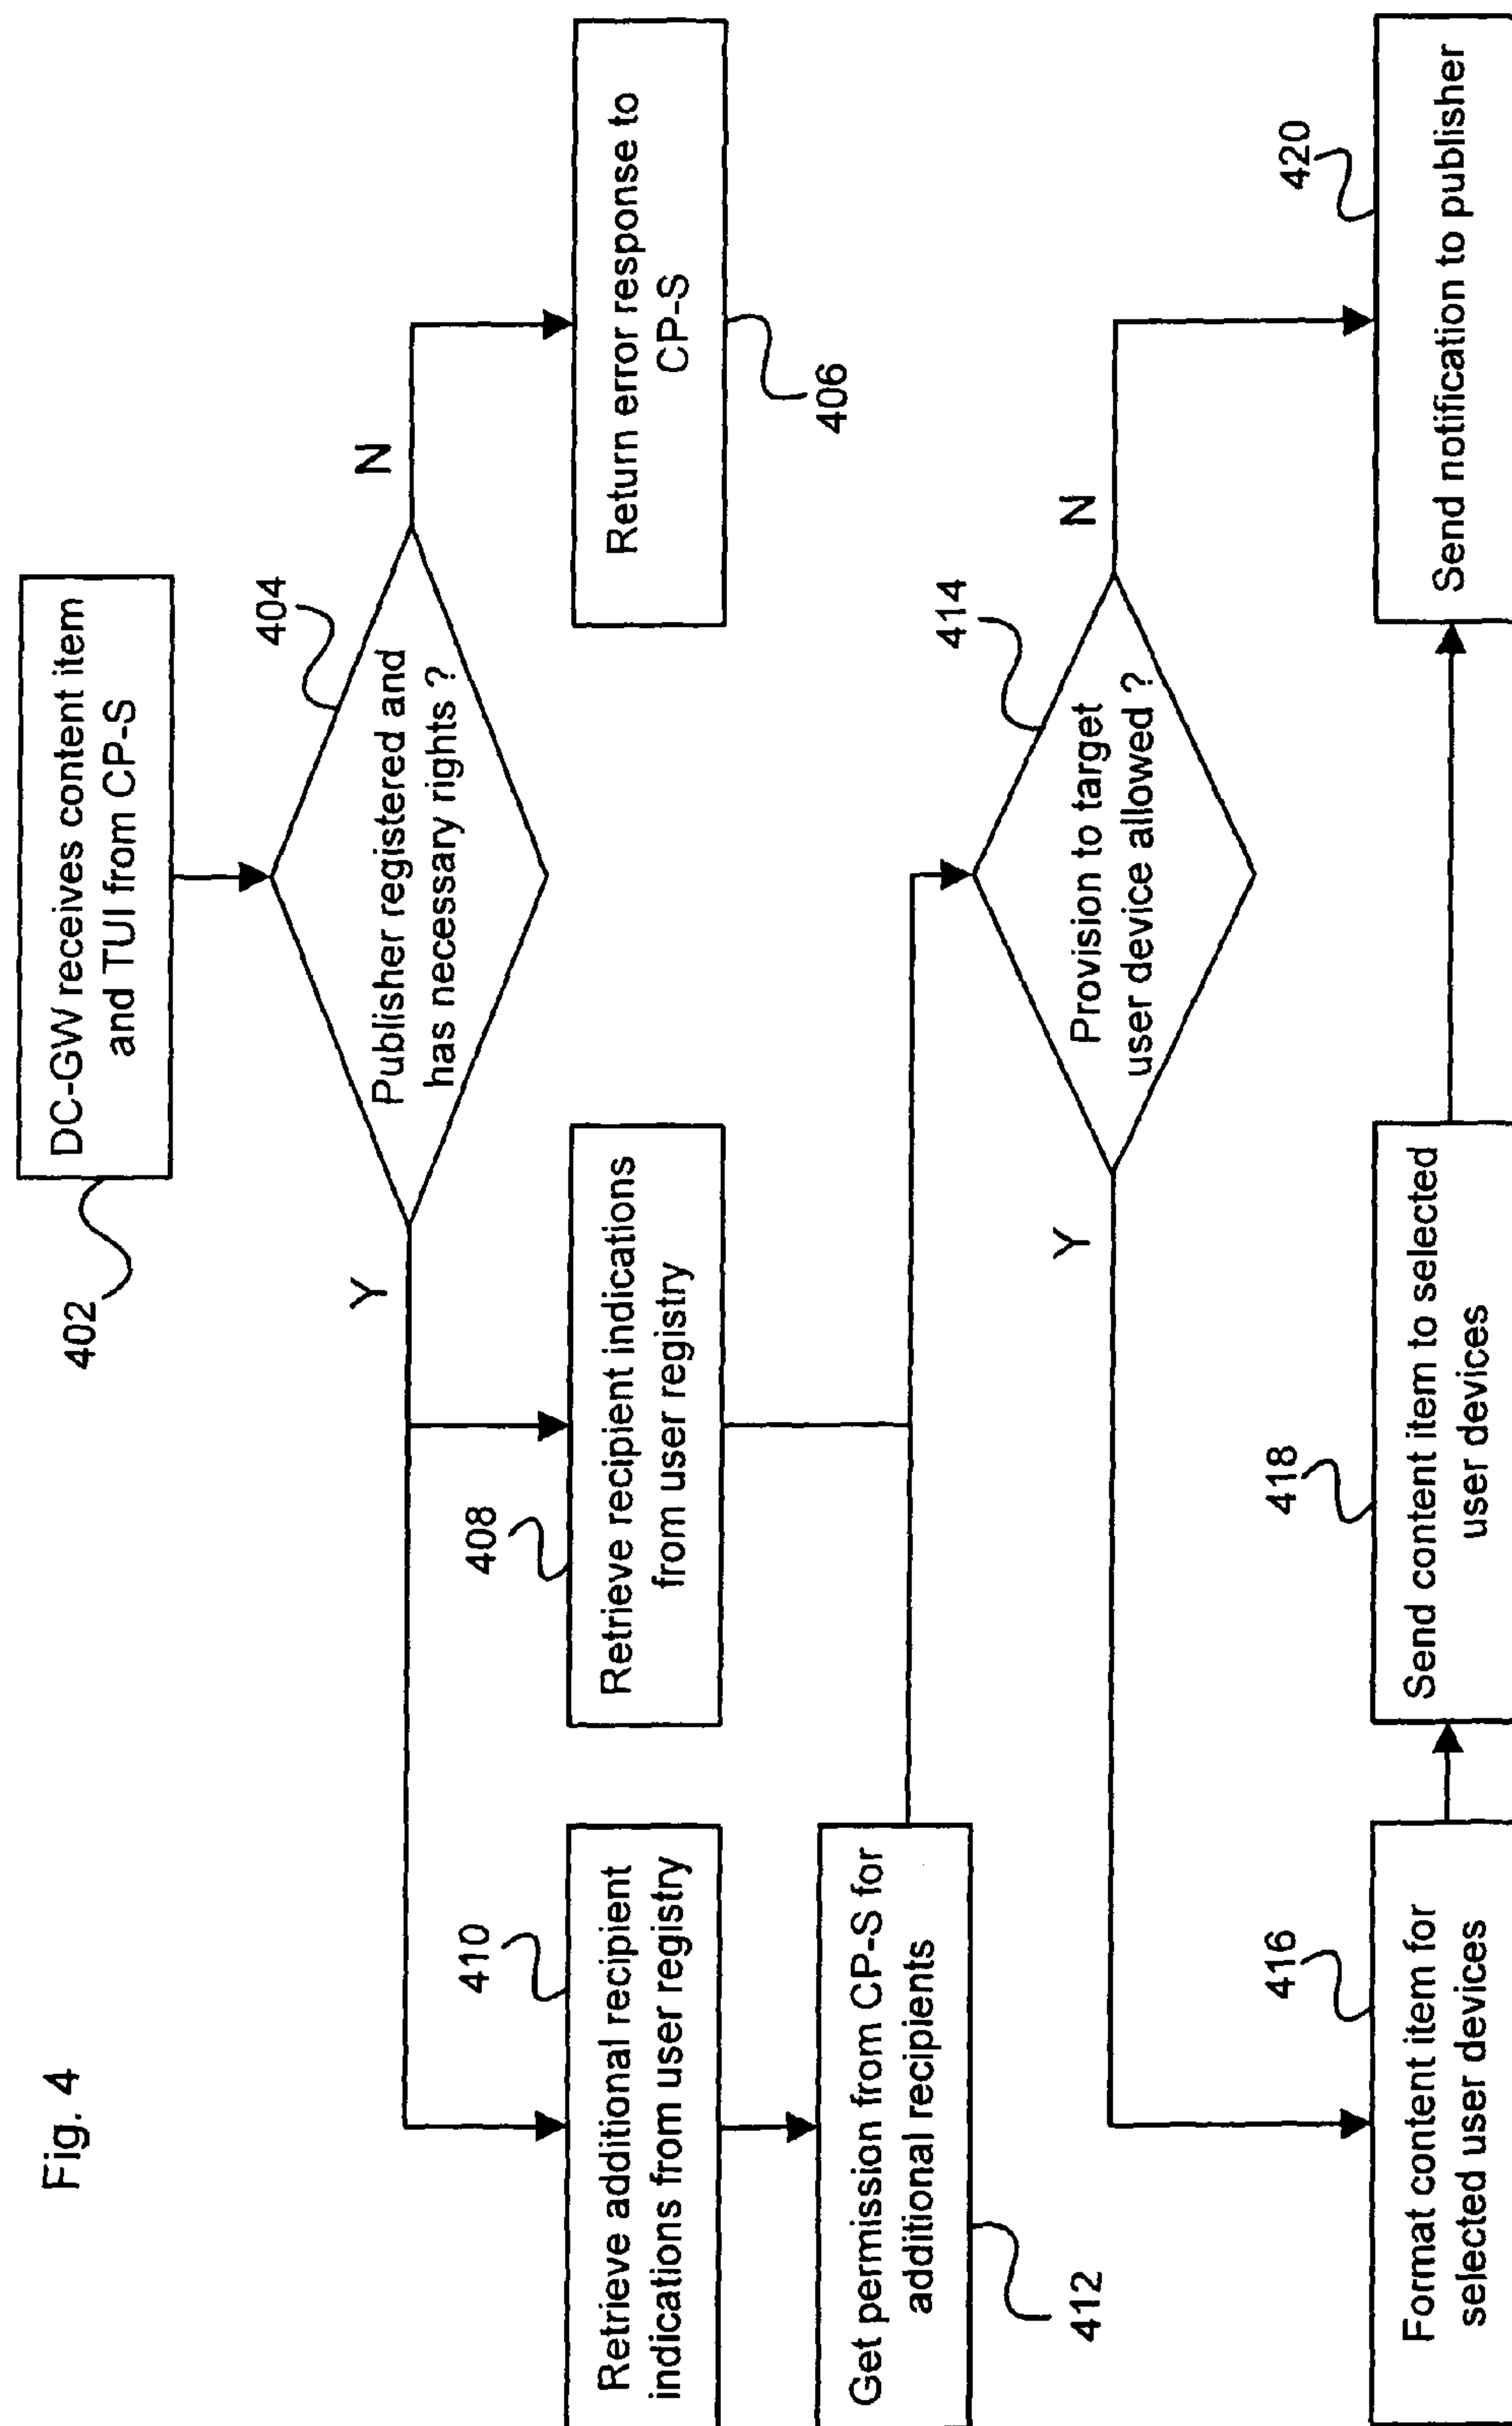 Fig. 4
402
DC-GW receives content item
and TUI from CP-S
404
Publisher registered and
has necessary rights ?
Y
N
Return error response to
CP-S
406
408
Retrieve recipient indications
from user registry
410
Retrieve additional recipient
indications from user registry
Get permission from CP-S for
additional recipients
412
414
Provision to target
user device allowed ?
Y
N
416
Format content item for
selected user devices
418
Send content item to selected
user devices
420
Send notification to publisher